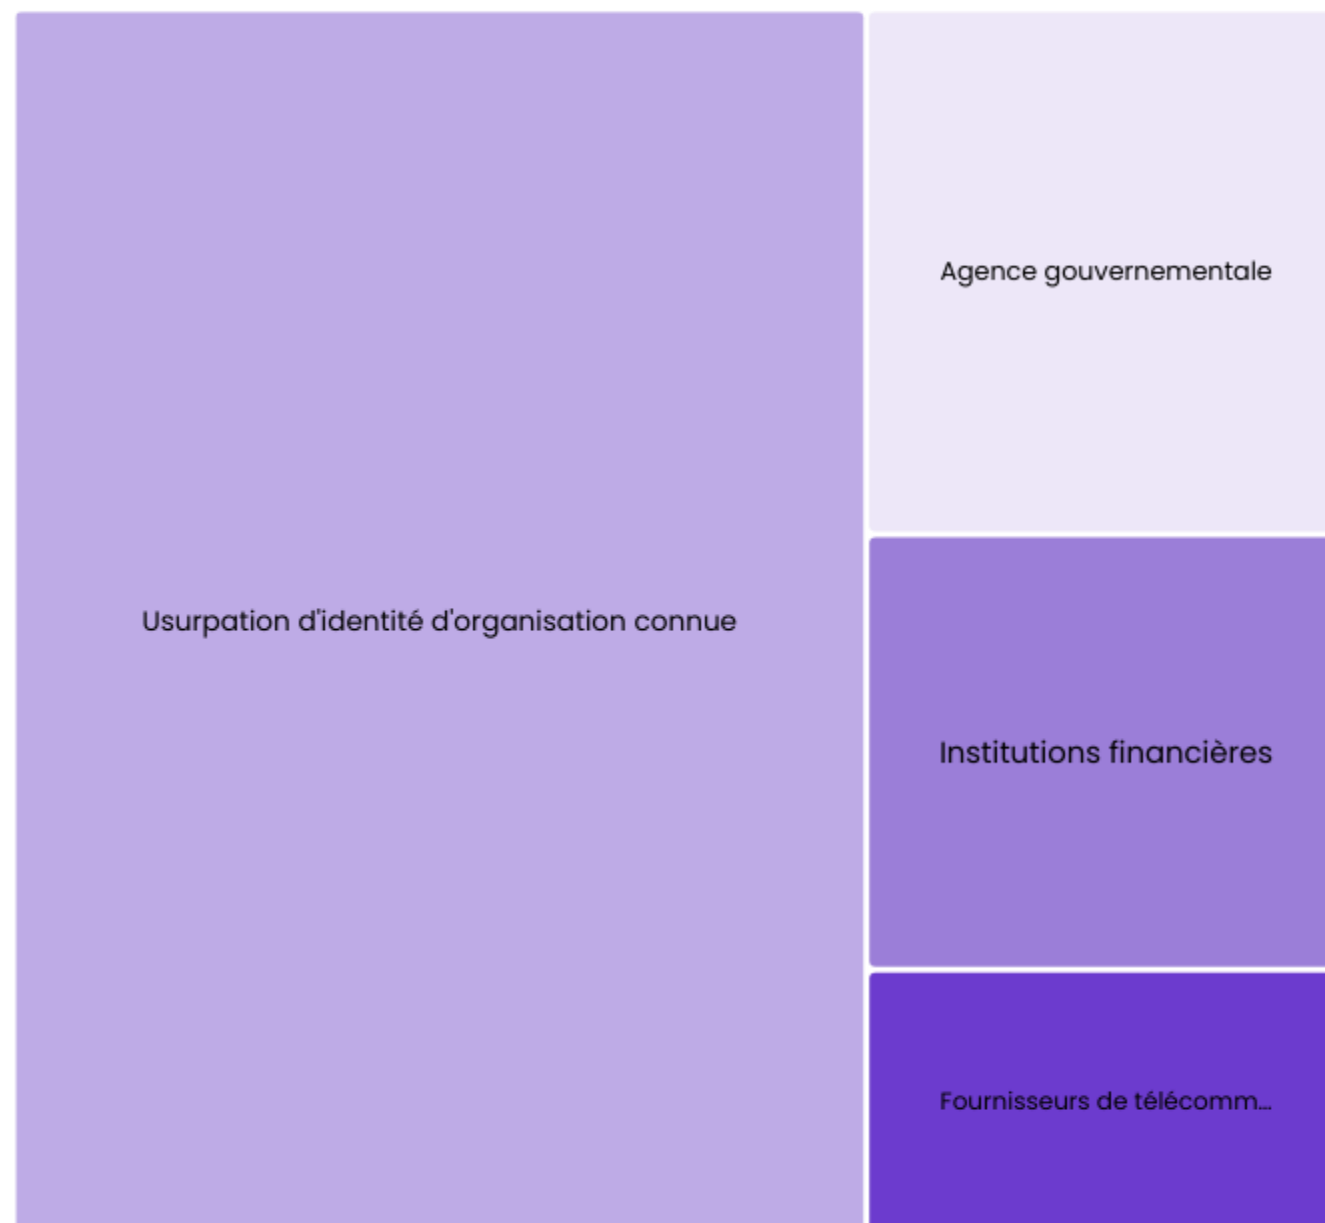 Agence gouvernementale
Usurpation d'identité d'organisation connue
Institutions financières
Fournisseurs de télécomm...